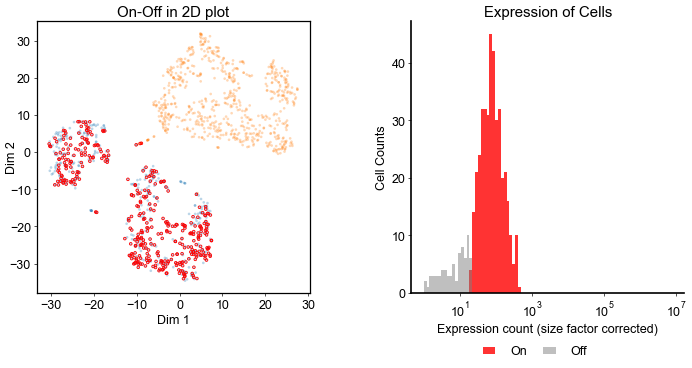 On-Off in 2D plot
Expression of Cells
30
20
10
0
−10
−20
−30
Dim 2
−30 −20 −10 0 10 20 30
Dim 1
40
30
20
10
0
Cell Counts
10^1 10^3 10^5 10^7
Expression count (size factor corrected)
On Off